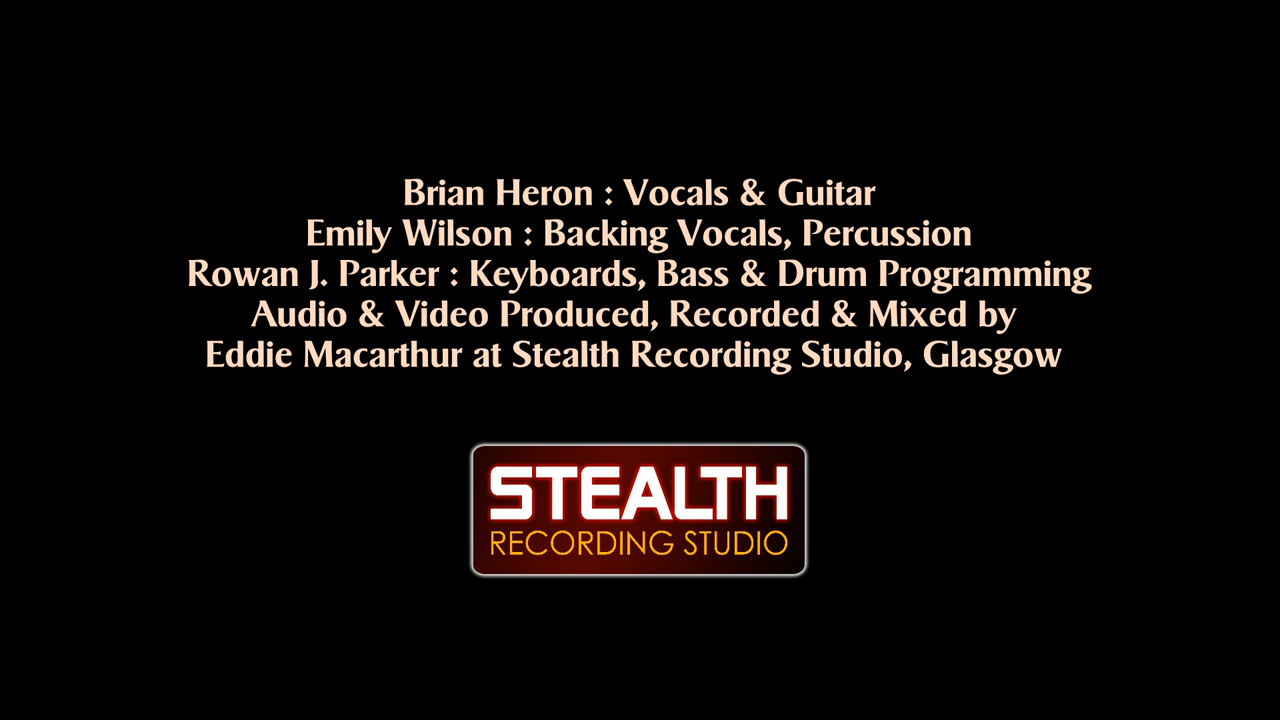 Brian Heron : Vocals & Guitar
Emily Wilson : Backing Vocals, Percussion
Rowan J. Parker : Keyboards, Bass & Drum Programming
Audio & Video Produced, Recorded & Mixed by
Eddie Macarthur at Stealth Recording Studio, Glasgow
STEALTH
RECORDING STUDIO